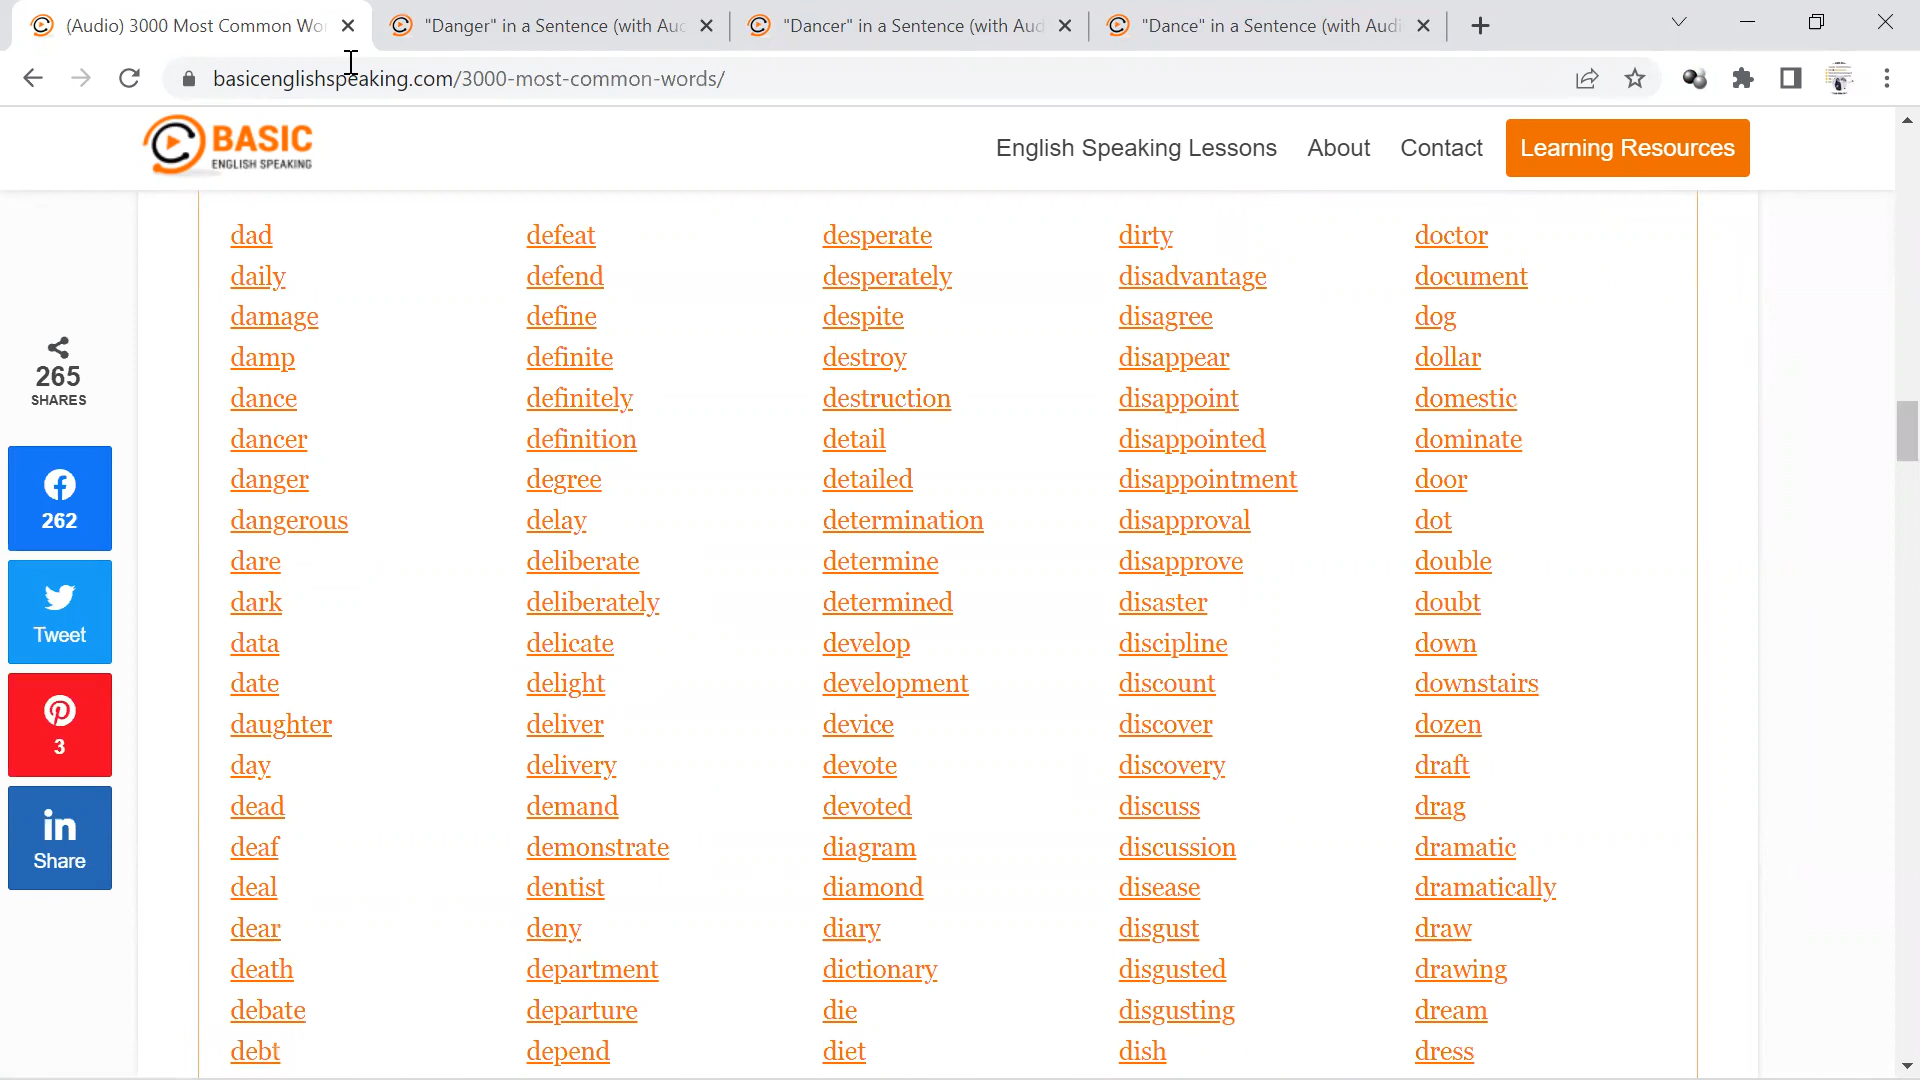 (Audio) 3000 Most Common Wo
"Danger" in a Sentence (with Au
"Dancer" in a Sentence (with Aud
"Dance" in a Sentence (with Audi
basicenglishspeaking.com/3000-most-common-words/
BASIC
ENGLISH SPEAKING
English Speaking Lessons
About
Contact
Learning Resources
265
SHARES
262
Tweet
3
in
Share
dad
daily
damage
damp
dance
dancer
danger
dangerous
dare
dark
data
date
daughter
day
dead
deaf
deal
dear
death
debate
debt
defeat
defend
define
definite
definitely
definition
degree
delay
deliberate
deliberately
delicate
delight
deliver
delivery
demand
demonstrate
dentist
deny
department
departure
depend
desperate
desperately
despite
destroy
destruction
detail
detailed
determination
determine
determined
develop
development
device
devote
devoted
diagram
diamond
diary
dictionary
die
diet
dirty
disadvantage
disagree
disappear
disappoint
disappointed
disappointment
disapproval
disapprove
disaster
discipline
discount
discover
discovery
discuss
discussion
disease
disgust
disgusted
disgusting
dish
doctor
document
dog
dollar
domestic
dominate
door
dot
double
doubt
down
downstairs
dozen
draft
drag
dramatic
dramatically
draw
drawing
dream
dress